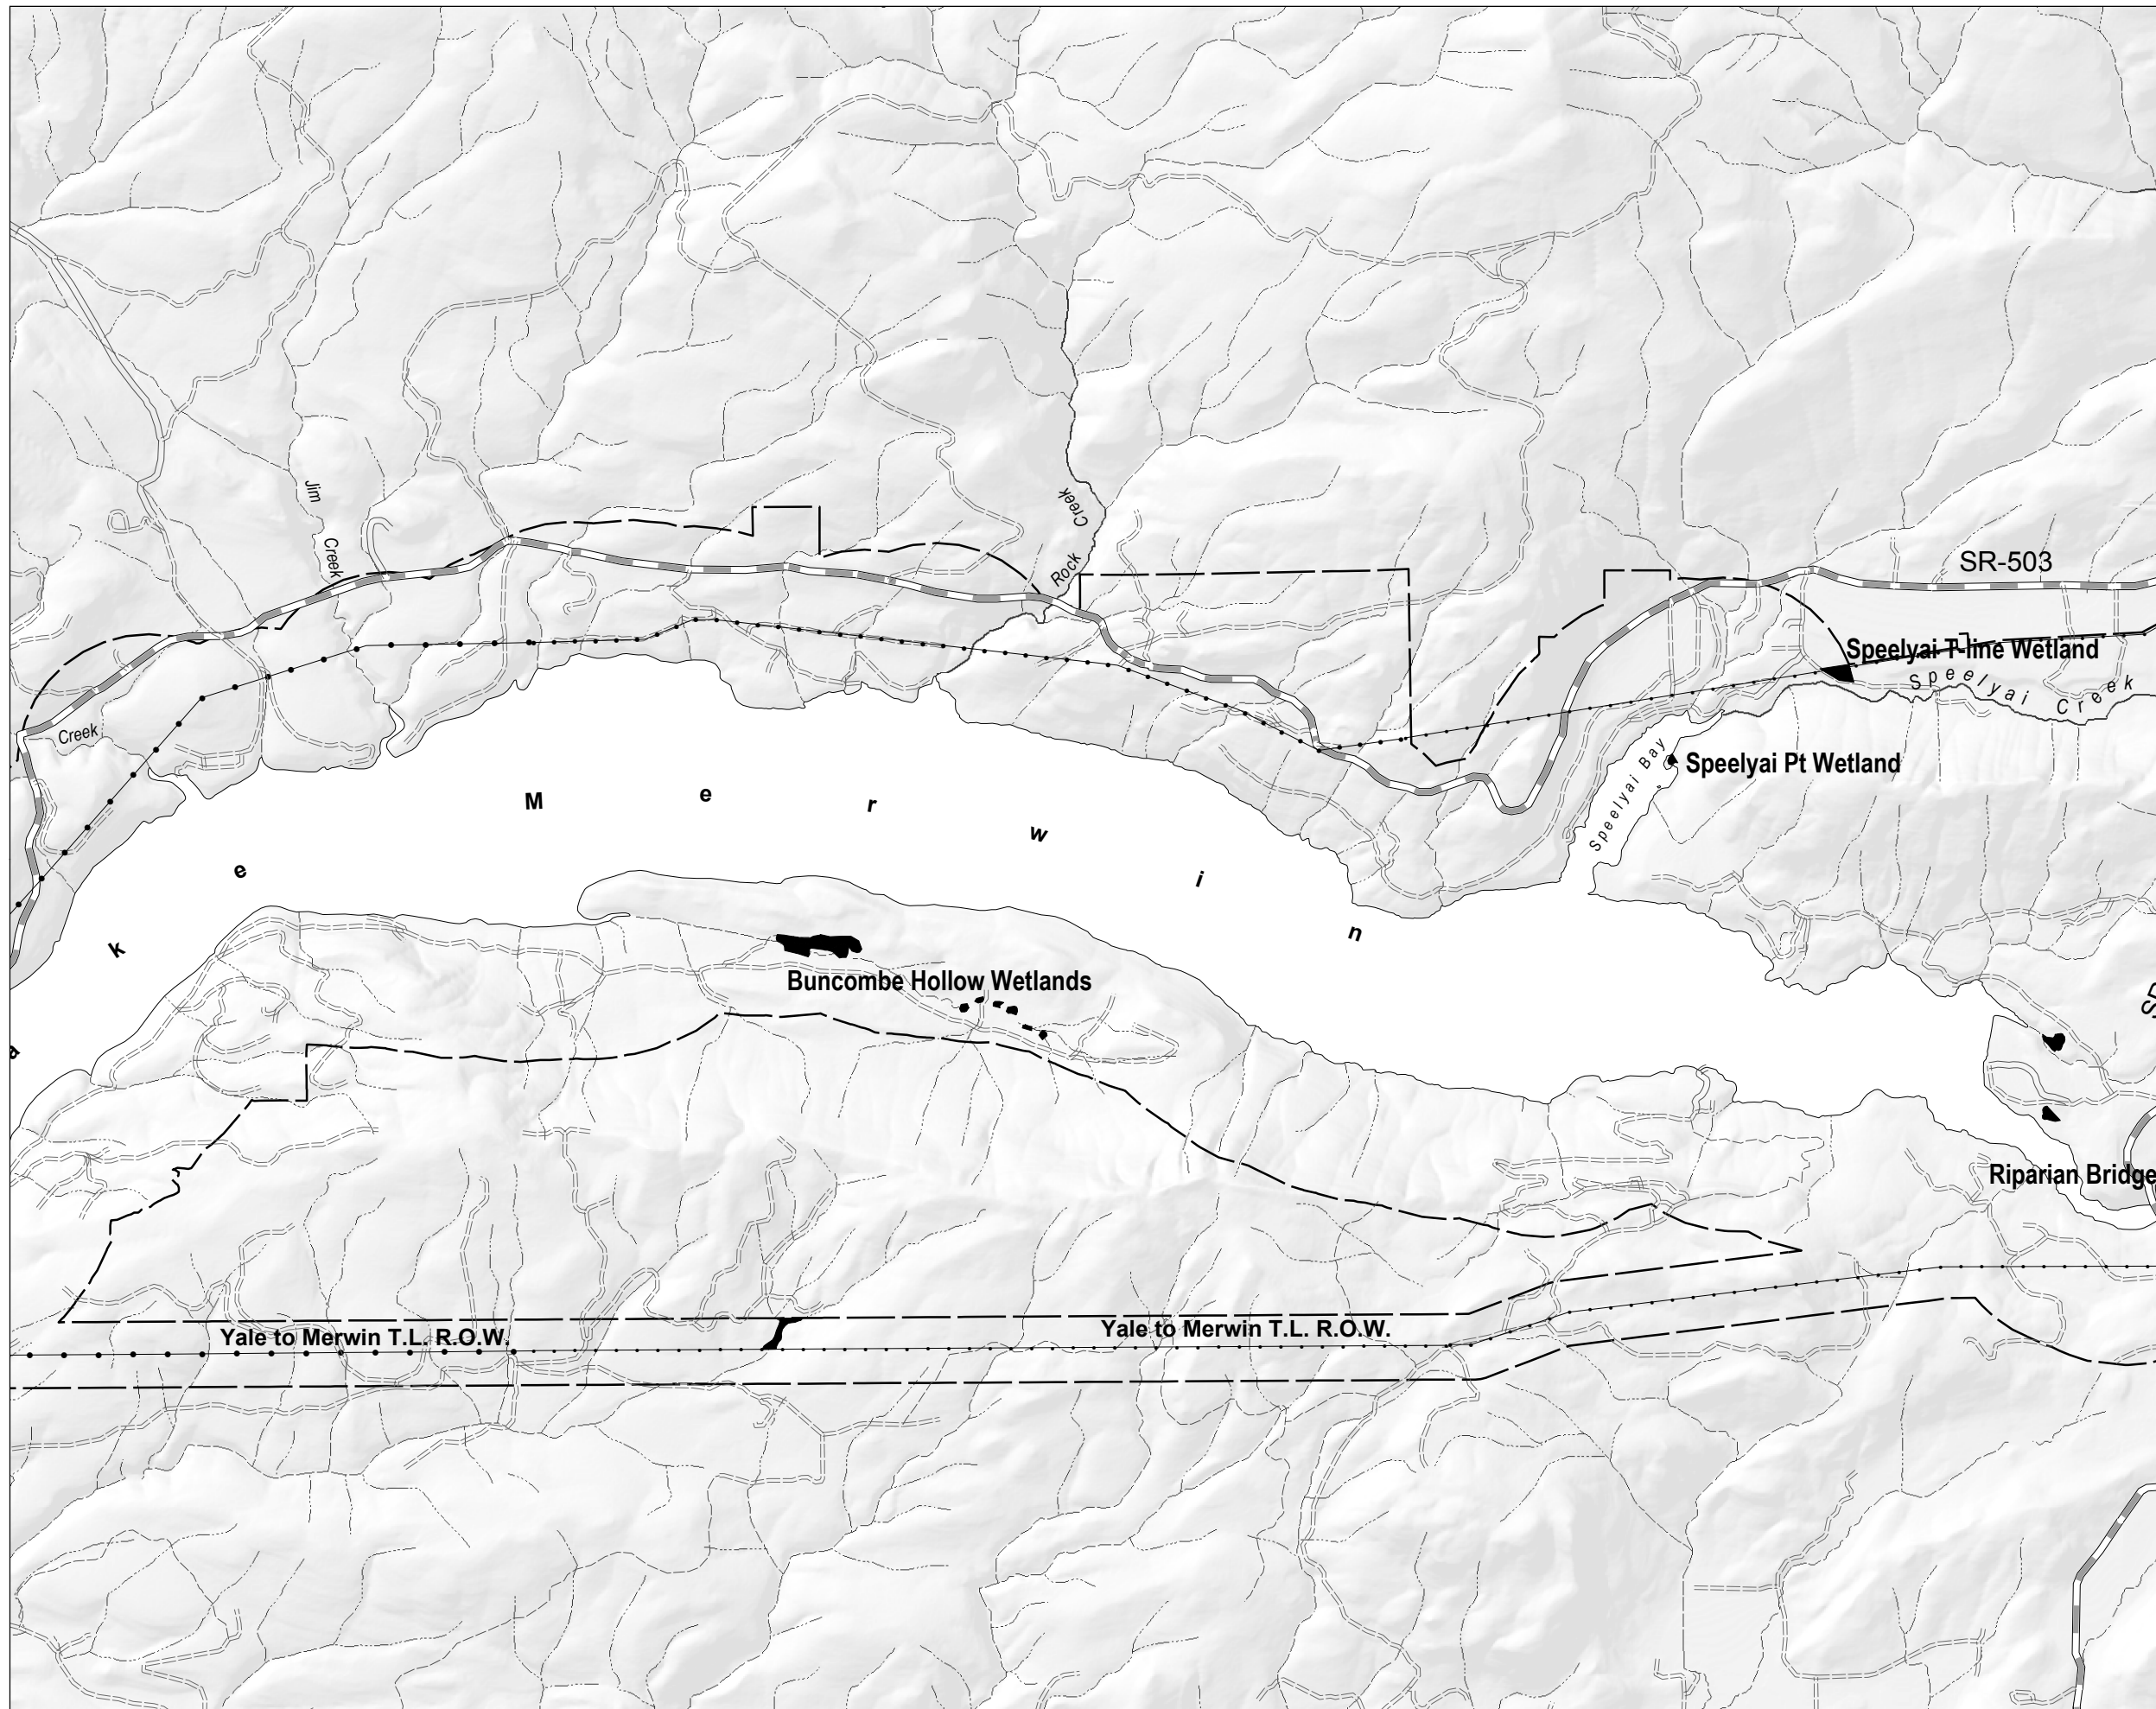 Jim
Creek
Rock
Creek
SR-503
Speelyai T-line Wetland
Speelyai Creek
Creek
Speelyai Bay
Speelyai Pt Wetland
a k e M e r w i n
Buncombe Hollow Wetlands
Riparian Bridge
Yale to Merwin T.L. R.O.W.
Yale to Merwin T.L. R.O.W.